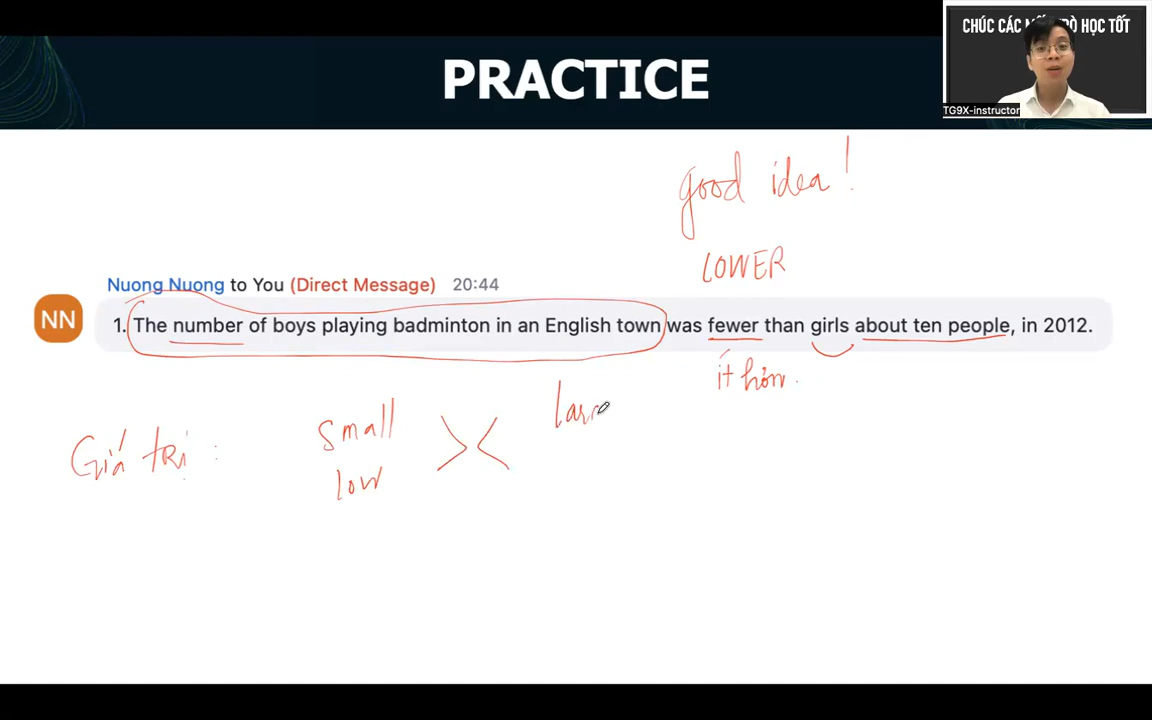 CHÚC CÁC TRÒ HỌC TỐT
TG9X-instructor
PRACTICE
good idea!
LOWER
Nuong Nuong to You (Direct Message) 20:44
NN
1. The number of boys playing badminton in an English town was fewer than girls about ten people, in 2012.
ít hơn.
Giá trị :
small
low
lar